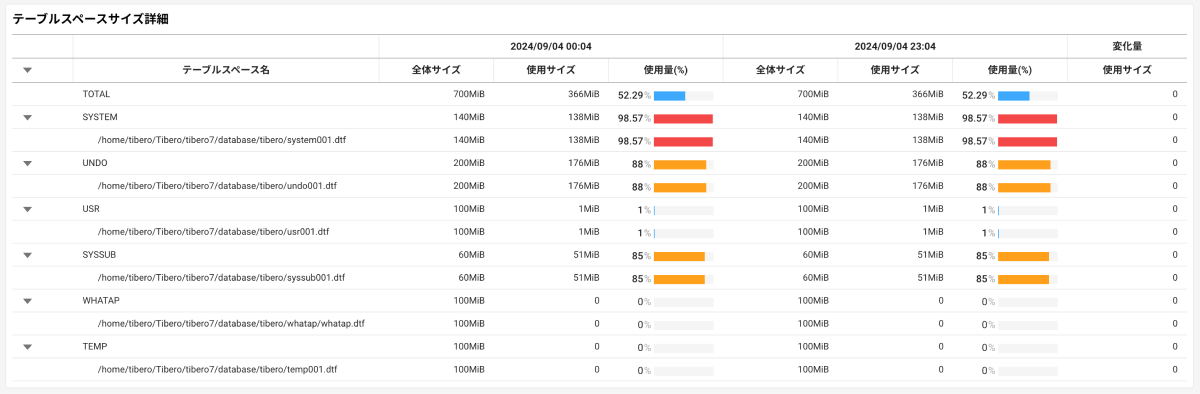 テーブルスペースサイズ詳細
2024/09/04 00:04 2024/09/04 23:04 変化量
テーブルスペース名 全体サイズ 使用サイズ 使用量(%) 全体サイズ 使用サイズ 使用量(%) 使用サイズ
TOTAL 700MiB 366MiB 52.29% 700MiB 366MiB 52.29% 0
SYSTEM 140MiB 138MiB 98.57% 140MiB 138MiB 98.57% 0
/home/tibero/Tibero/tibero7/database/tibero/system001.dtf 140MiB 138MiB 98.57% 140MiB 138MiB 98.57% 0
UNDO 200MiB 176MiB 88% 200MiB 176MiB 88% 0
/home/tibero/Tibero/tibero7/database/tibero/undo001.dtf 200MiB 176MiB 88% 200MiB 176MiB 88% 0
USR 100MiB 1MiB 1% 100MiB 1MiB 1% 0
/home/tibero/Tibero/tibero7/database/tibero/usr001.dtf 100MiB 1MiB 1% 100MiB 1MiB 1% 0
SYSSUB 60MiB 51MiB 85% 60MiB 51MiB 85% 0
/home/tibero/Tibero/tibero7/database/tibero/syssub001.dtf 60MiB 51MiB 85% 60MiB 51MiB 85% 0
WHATAP 100MiB 0 0% 100MiB 0 0% 0
/home/tibero/Tibero/tibero7/database/tibero/whatap/whatap.dtf 100MiB 0 0% 100MiB 0 0% 0
TEMP 100MiB 0 0% 100MiB 0 0% 0
/home/tibero/Tibero/tibero7/database/tibero/temp001.dtf 100MiB 0 0% 100MiB 0 0% 0